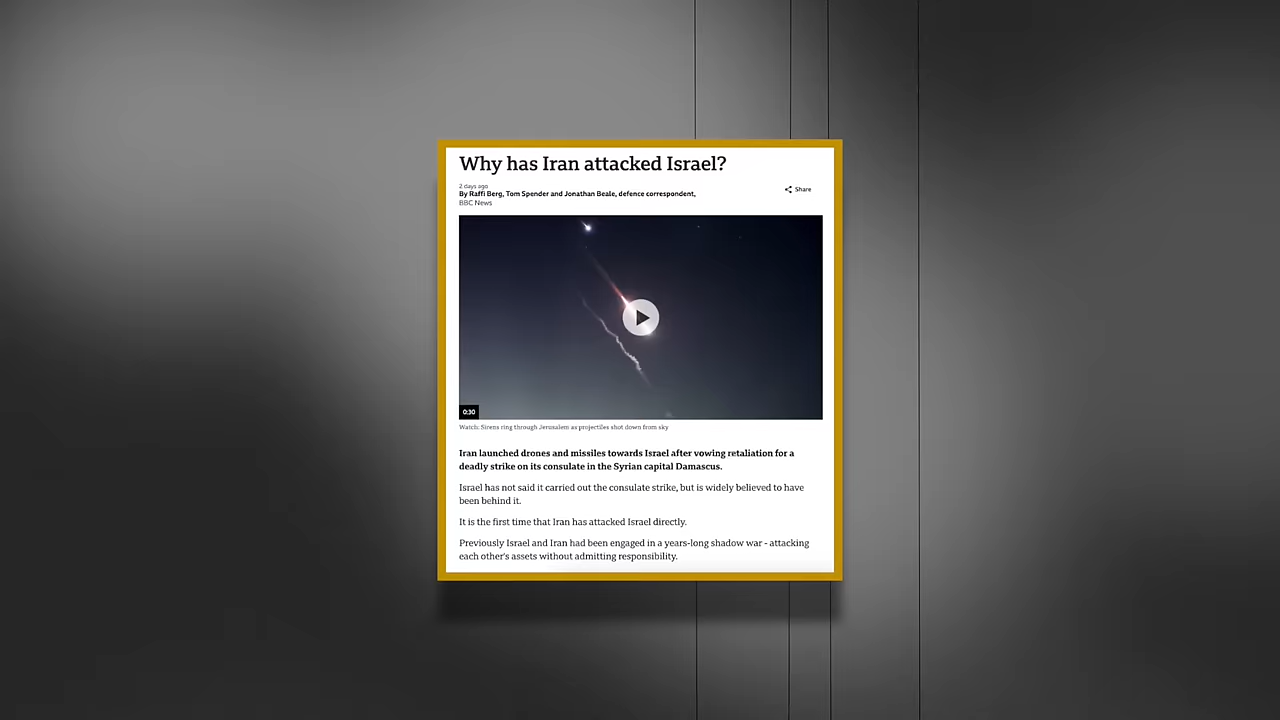 Why has Iran attacked Israel?
2 days ago
By Raffi Berg, Tom Spender and Jonathan Beale, defence correspondent,
BBC News
Share
0:30
Watch: Sirens ring through Jerusalem as projectiles shot down from sky
Iran launched drones and missiles towards Israel after vowing retaliation for a
deadly strike on its consulate in the Syrian capital Damascus.
Israel has not said it carried out the consulate strike, but is widely believed to have
been behind it.
It is the first time that Iran has attacked Israel directly.
Previously Israel and Iran had been engaged in a years-long shadow war - attacking
each other's assets without admitting responsibility.